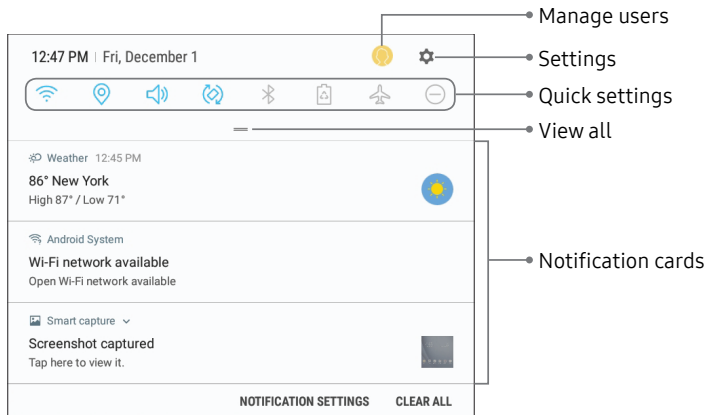 Manage users
12:47 PM | Fri, December 1
Settings
Quick settings
View all
Weather 12:45 PM
86° New York
High 87° / Low 71°
Android System
Wi-Fi network available
Open Wi-Fi network available
Notification cards
Smart capture
Screenshot captured
Tap here to view it.
NOTIFICATION SETTINGS CLEAR ALL